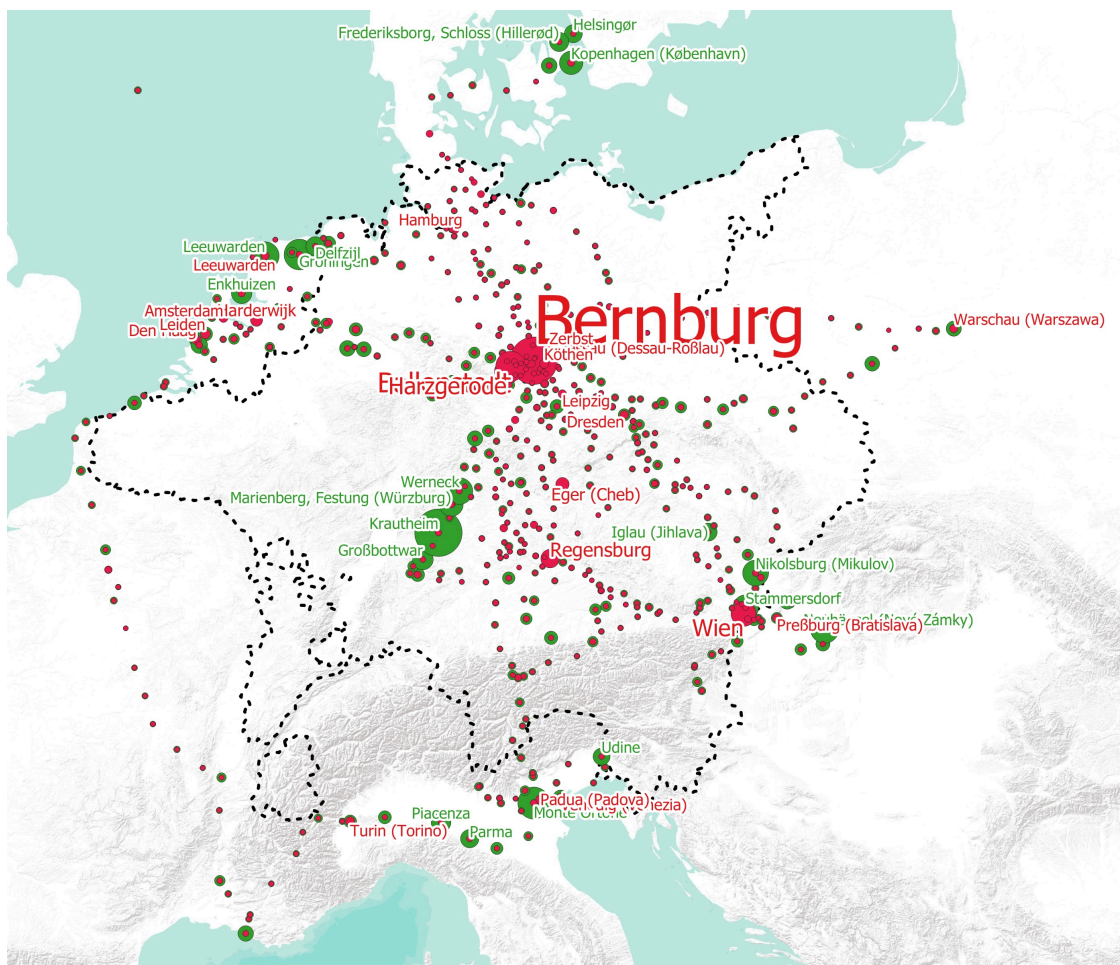 Helsingør
Frederiksborg, Schloss (Hillerød)
Kopenhagen (København)
Hamburg
Leeuwarden
Delfzijl
Groningen
Leeuwarden
Enkhuizen
Amsterdam
Harderwijk
Leiden
Den Haag
Bernburg
Warschau (Warszawa)
Zerbst
Dessau (Dessau-Roßlau)
Köthen
Harzgerode
Leipzig
Dresden
Werneck
Marienberg, Festung (Würzburg)
Eger (Cheb)
Krautheim
Iglau (Jihlava)
Großbottwar
Regensburg
Nikolsburg (Mikulov)
Stammersdorf
Neuhäusel (Nové Zámky)
Preßburg (Bratislava)
Wien
Udine
Padua (Padova)
Venedig (Venezia)
Monte Ortone
Piacenza
Turin (Torino)
Parma